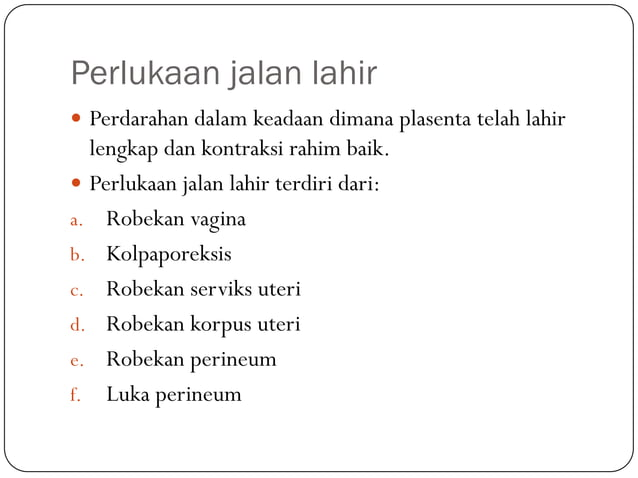 Perlukaan jalan lahir
• Perdarahan dalam keadaan dimana plasenta telah lahir
lengkap dan kontraksi rahim baik.
• Perlukaan jalan lahir terdiri dari:
a. Robekan vagina
b. Kolpaporeksis
c. Robekan serviks uteri
d. Robekan korpus uteri
e. Robekan perineum
f. Luka perineum